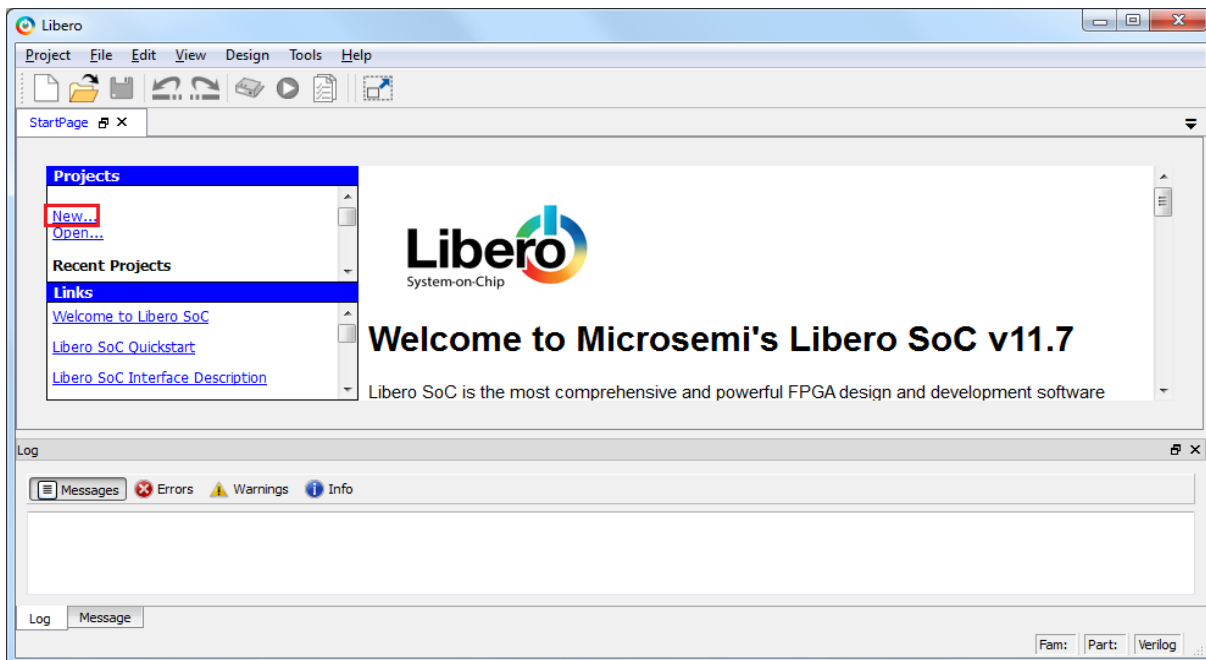 Libero
Project File Edit View Design Tools Help
StartPage
Projects
New...
Open...
Recent Projects
Links
Welcome to Libero SoC
Libero SoC Quickstart
Libero SoC Interface Description
Libero
System-on-Chip
Welcome to Microsemi's Libero SoC v11.7
Libero SoC is the most comprehensive and powerful FPGA design and development software
Log
Messages Errors Warnings Info
Log Message
Fam: Part: Verilog